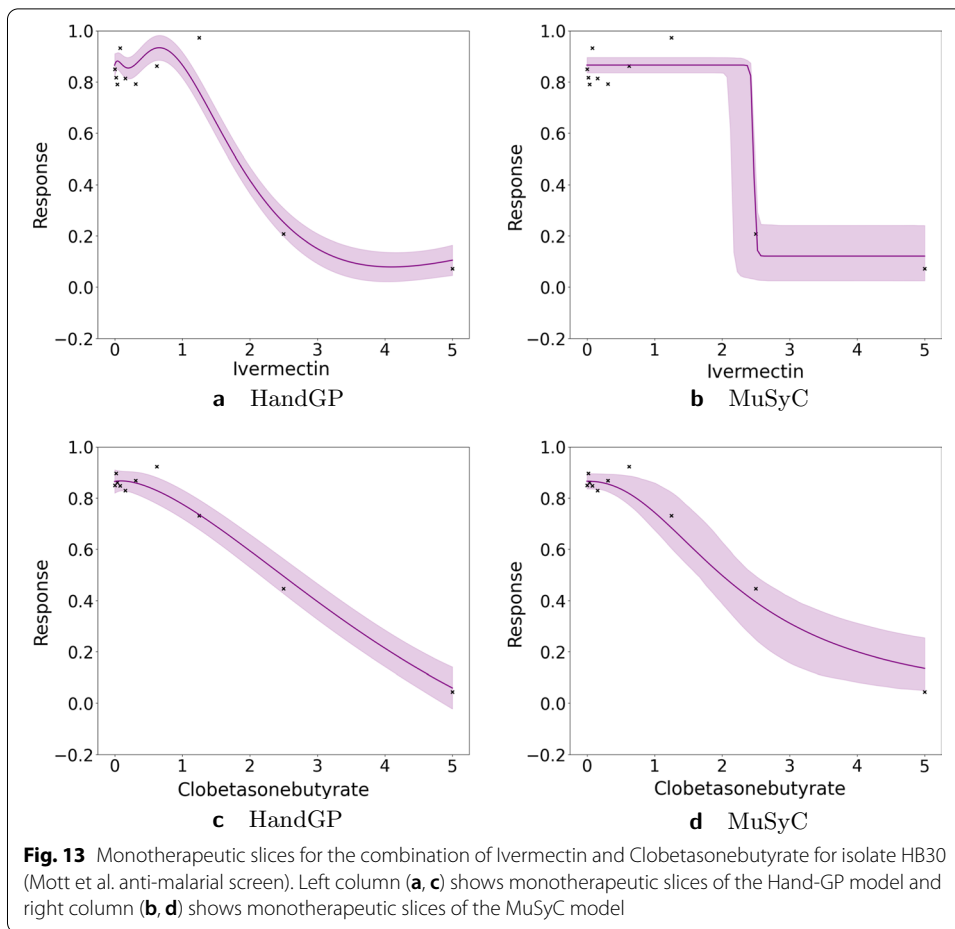 1.0
0.8
0.6
0.4
0.2
0.0
−0.2
Response
0 1 2 3 4 5
Ivermectin
a HandGP
1.0
0.8
0.6
0.4
0.2
0.0
−0.2
Response
0 1 2 3 4 5
Ivermectin
b MuSyC
1.0
0.8
0.6
0.4
0.2
0.0
−0.2
Response
0 1 2 3 4 5
Clobetasonebutyrate
c HandGP
1.0
0.8
0.6
0.4
0.2
0.0
−0.2
Response
0 1 2 3 4 5
Clobetasonebutyrate
d MuSyC
Fig. 13 Monotherapeutic slices for the combination of Ivermectin and Clobetasonebutyrate for isolate HB30
(Mott et al. anti-malarial screen). Left column (a, c) shows monotherapeutic slices of the Hand-GP model and
right column (b, d) shows monotherapeutic slices of the MuSyC model